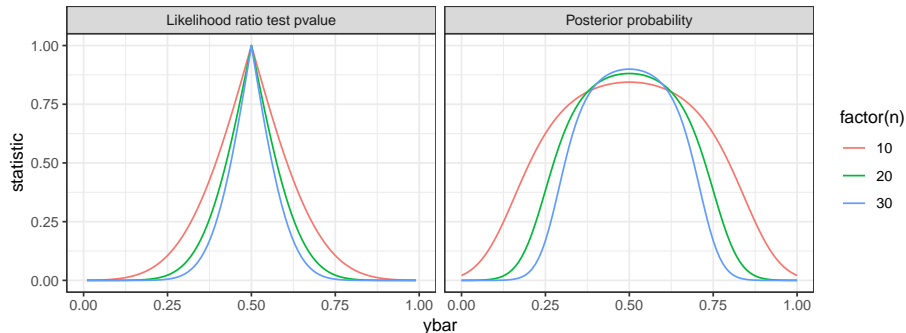 Likelihood ratio test pvalue
Posterior probability
1.00
0.75
0.50
0.25
0.00
statistic
0.00 0.25 0.50 0.75 1.00
0.00 0.25 0.50 0.75 1.00
ybar
factor(n)
10
20
30